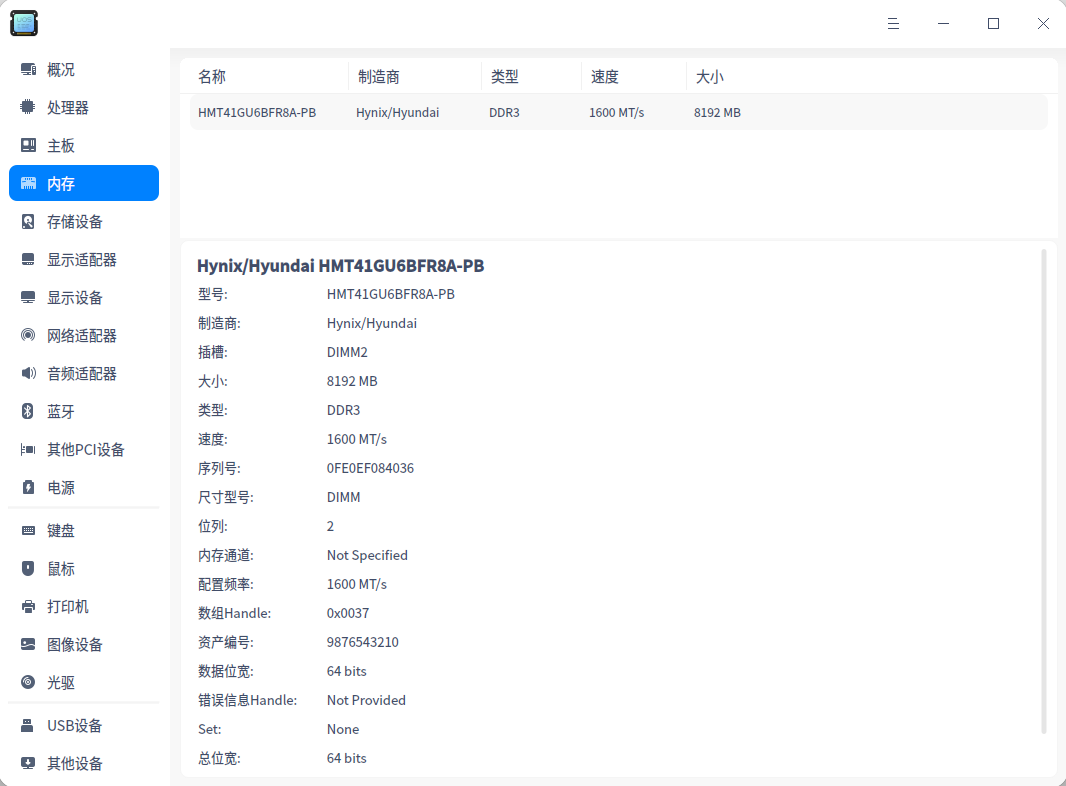 概况
处理器
主板
内存
存储设备
显示适配器
显示设备
网络适配器
音频适配器
蓝牙
其他PCI设备
电源
键盘
鼠标
打印机
图像设备
光驱
USB设备
其他设备
名称 制造商 类型 速度 大小
HMT41GU6BFR8A-PB Hynix/Hyundai DDR3 1600 MT/s 8192 MB
Hynix/Hyundai HMT41GU6BFR8A-PB
型号: HMT41GU6BFR8A-PB
制造商: Hynix/Hyundai
插槽: DIMM2
大小: 8192 MB
类型: DDR3
速度: 1600 MT/s
序列号: 0FE0EF084036
尺寸型号: DIMM
位列: 2
内存通道: Not Specified
配置频率: 1600 MT/s
数组Handle: 0x0037
资产编号: 9876543210
数据位宽: 64 bits
错误信息Handle: Not Provided
Set: None
总位宽: 64 bits